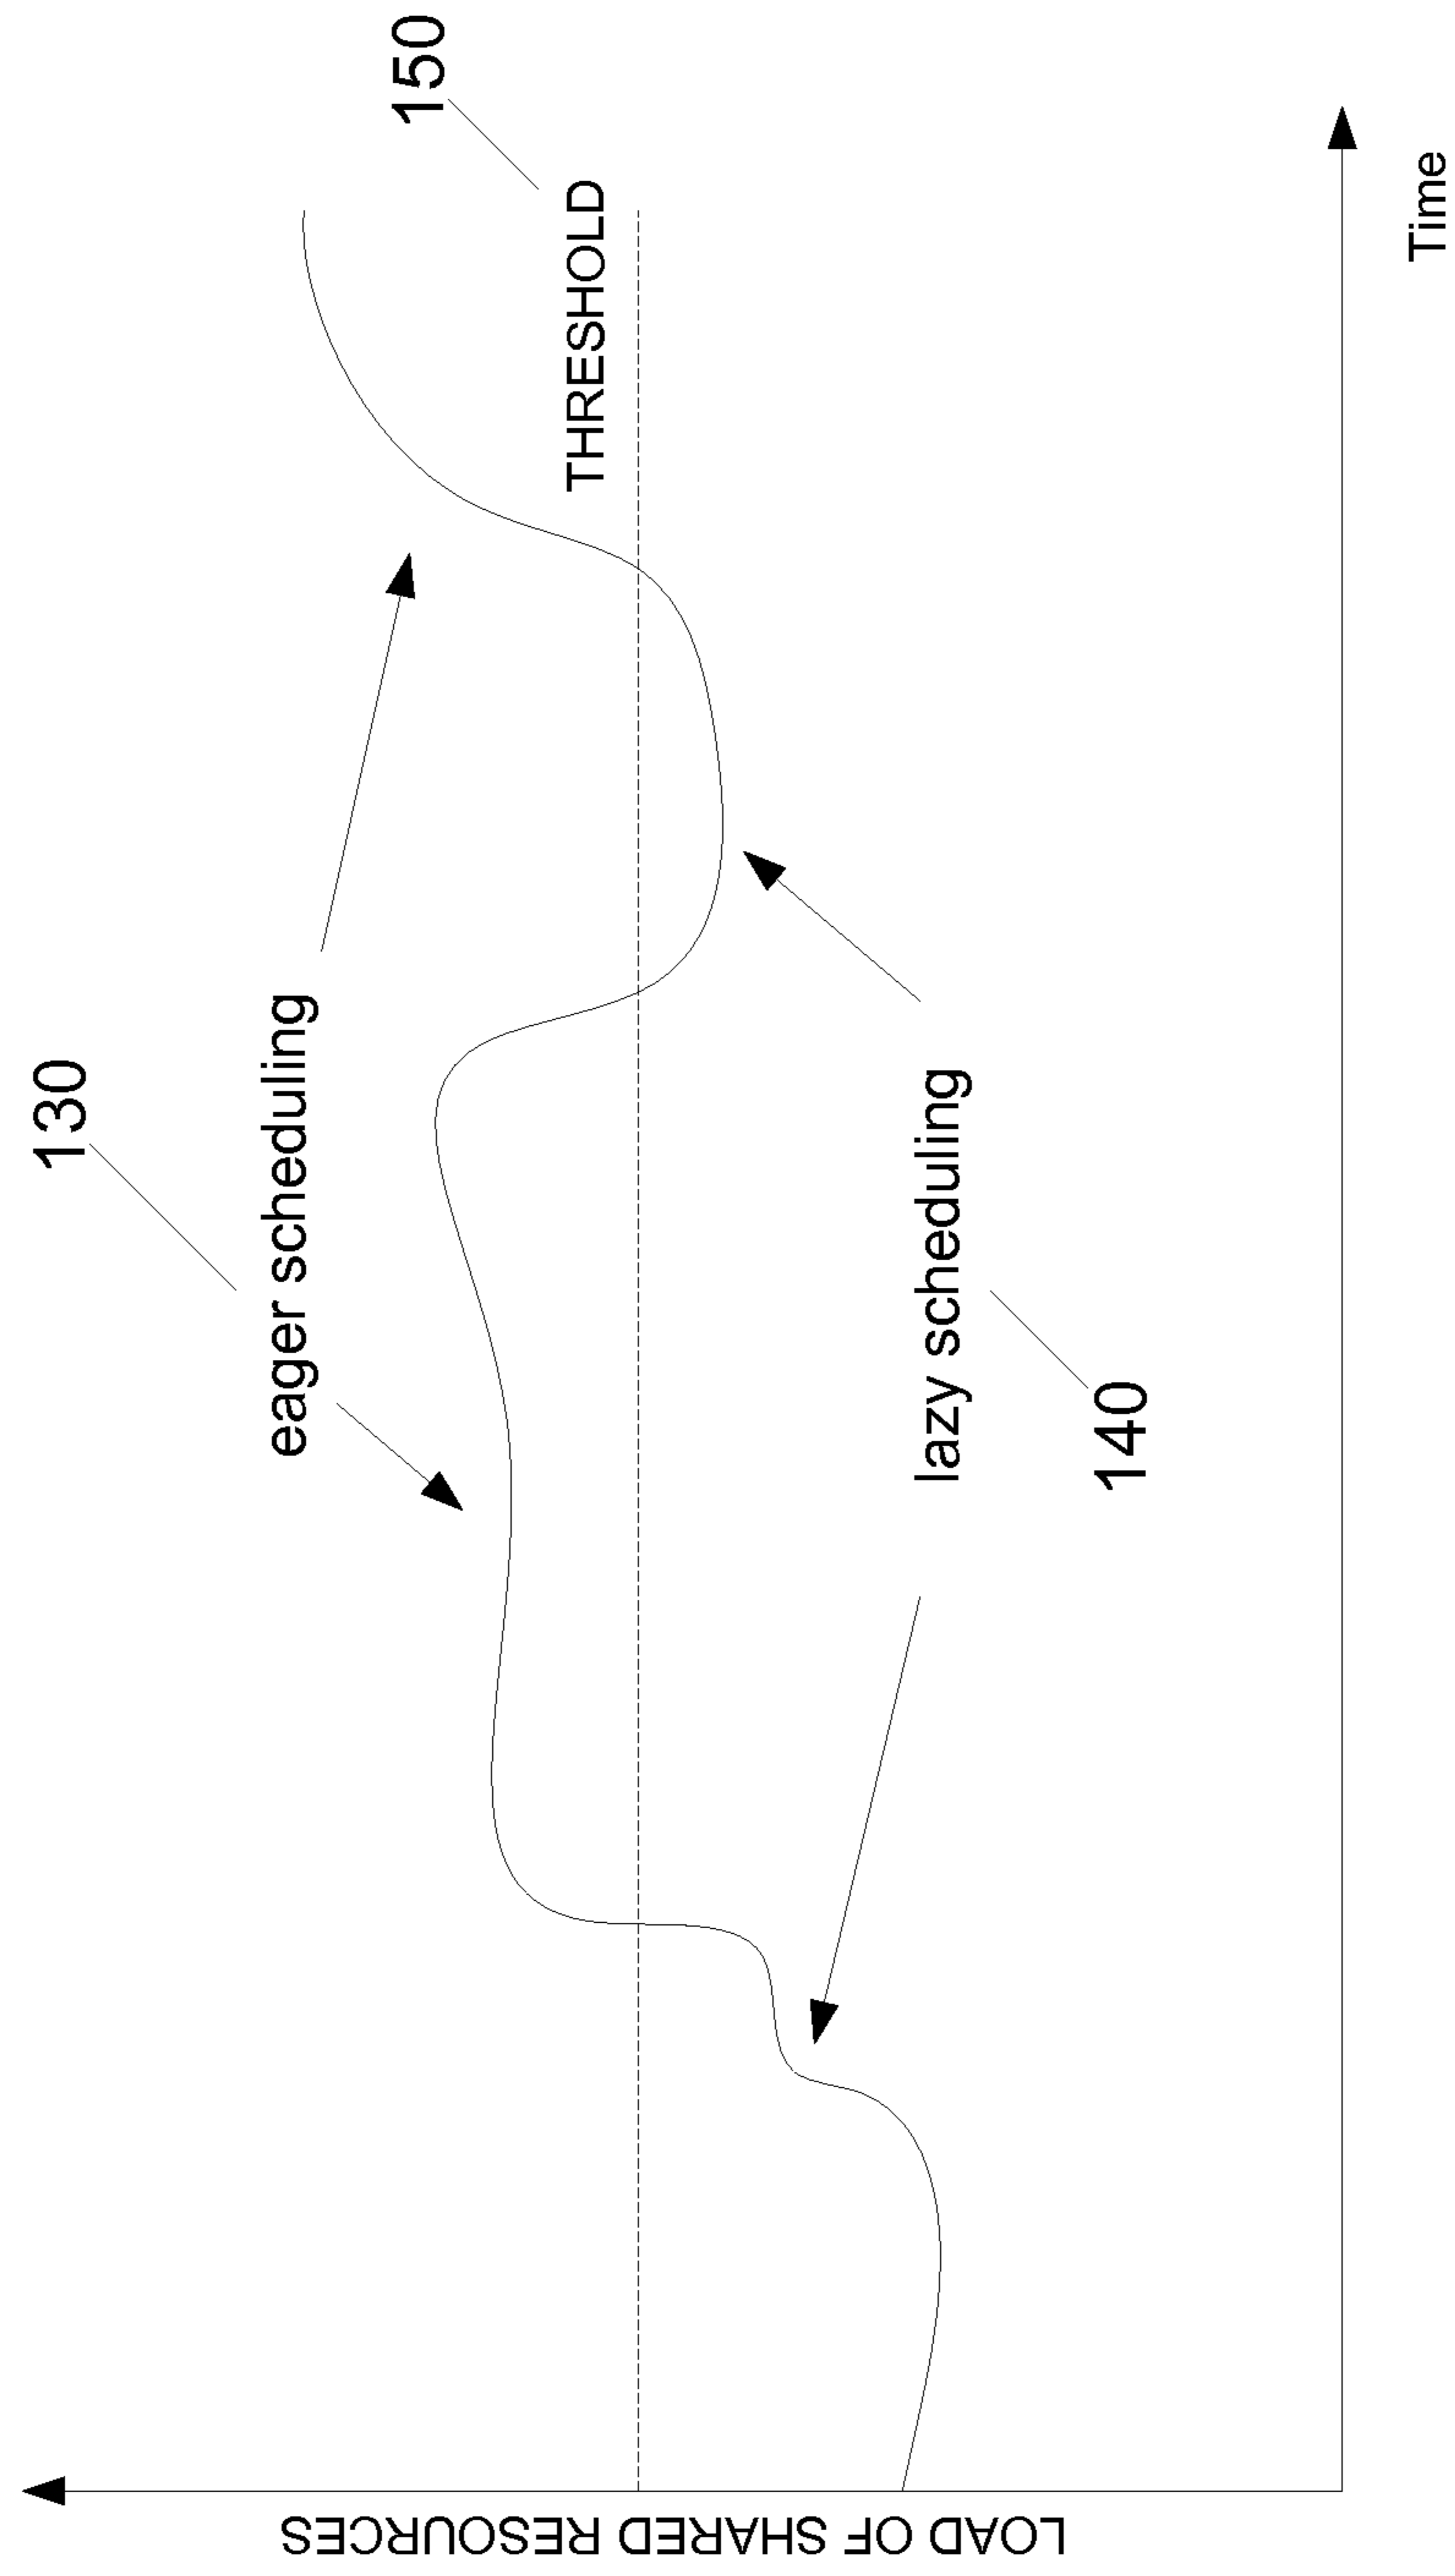 130
eager scheduling
150
THRESHOLD
lazy scheduling
140
LOAD OF SHARED RESOURCES
Time